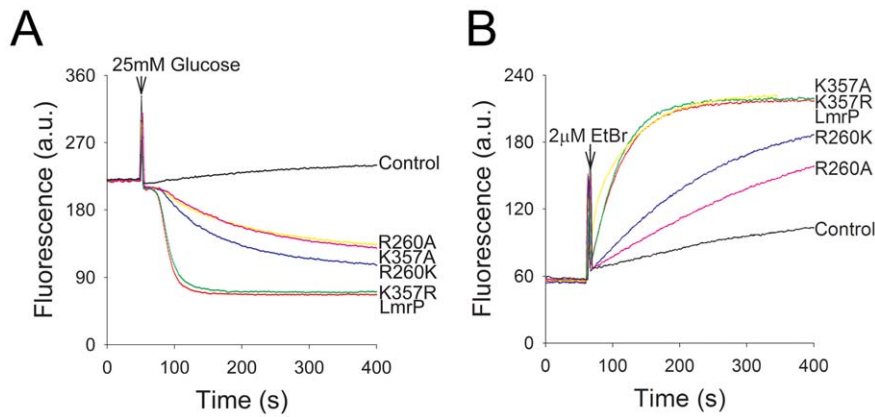 A
25mM Glucose
Fluorescence (a.u.)
360
270
180
90
0
Control
R260A
K357A
R260K
K357R
LmrP
0
100
200
300
400
Time (s)
B
2µM EtBr
Fluorescence (a.u.)
240
180
120
60
0
K357A
K357R
LmrP
R260K
R260A
Control
0
100
200
300
400
Time (s)